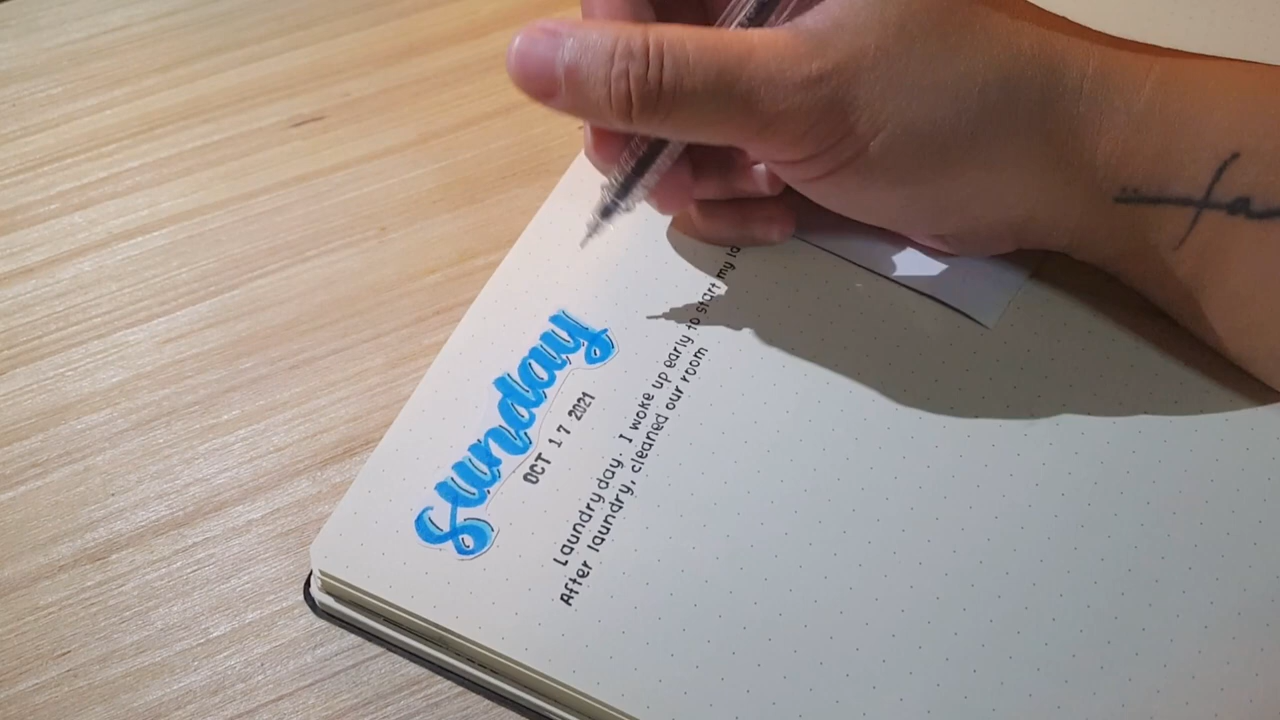 sunday
OCT 17 2021
Laundry day. I woke up early to start my
After laundry, cleaned our room